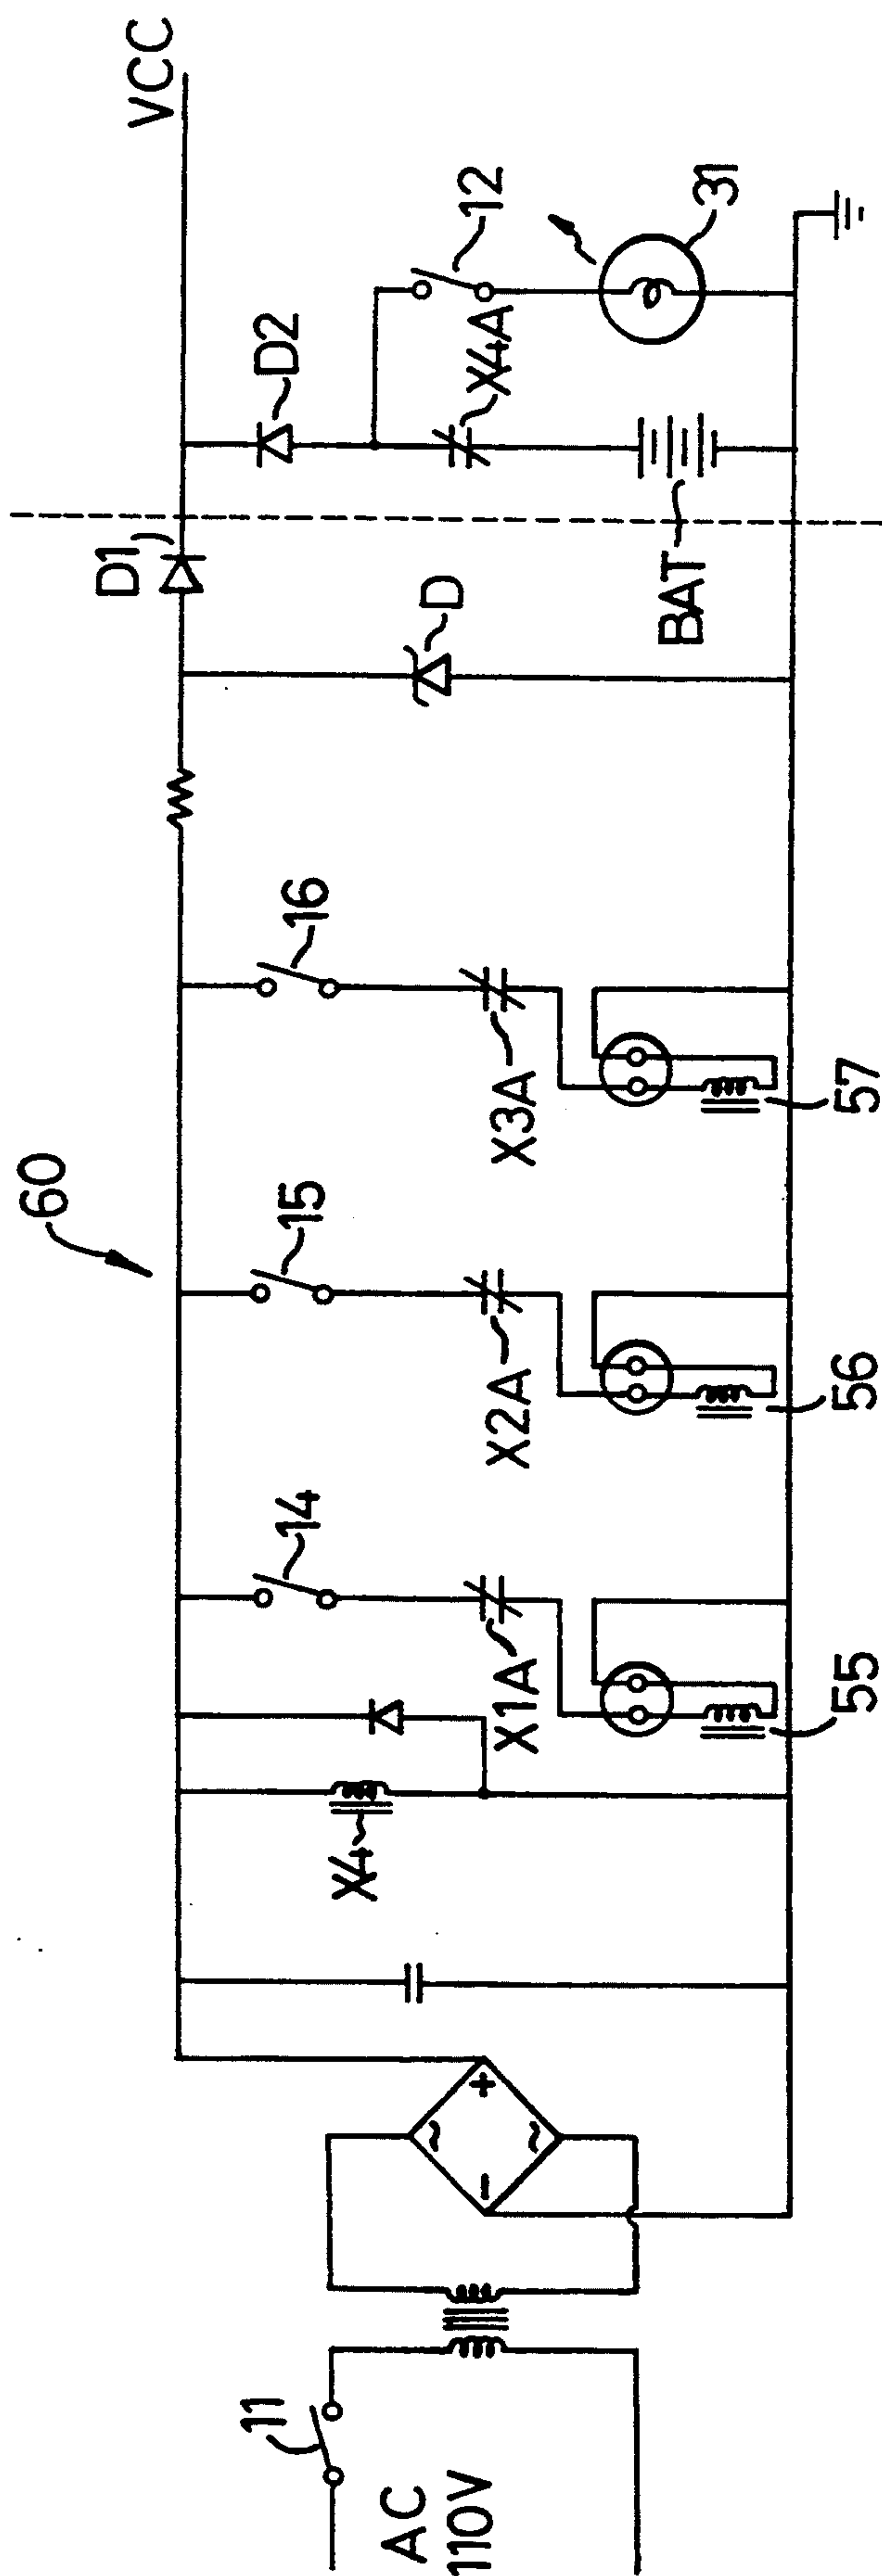 60
VCC
D1
D2
12
14
15
16
D
11
X4
X1A
X2A
X3A
X4A
31
AC
110V
BAT
55
56
57
+
~
~
−